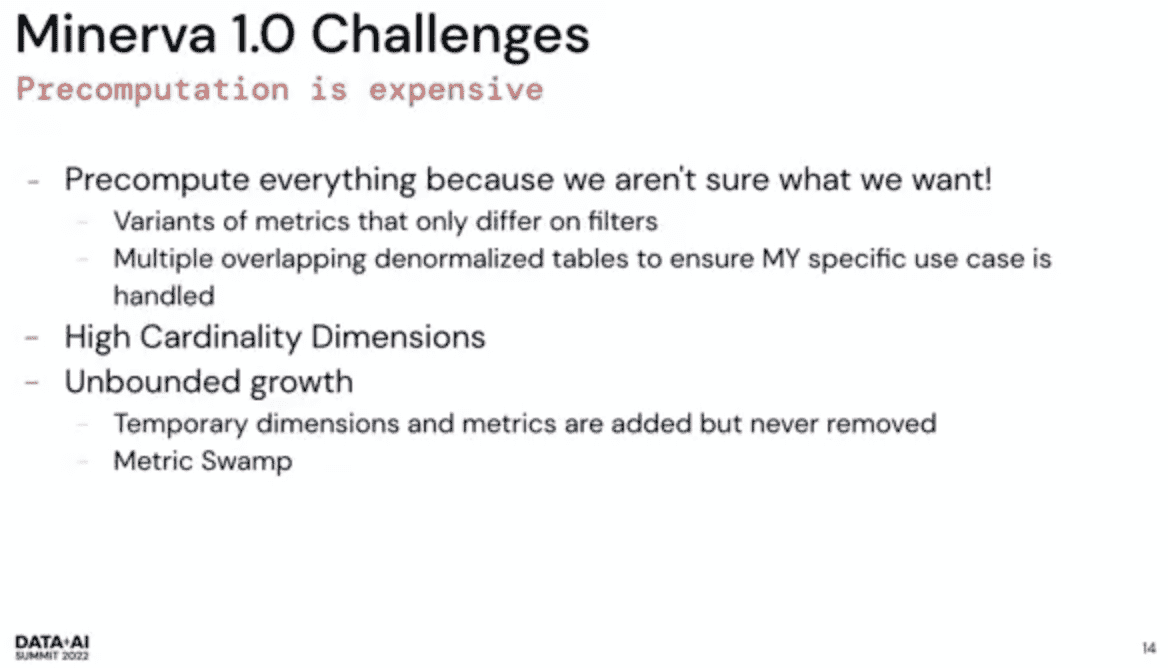 Minerva 1.0 Challenges
Precomputation is expensive
- Precompute everything because we aren't sure what we want!
- Variants of metrics that only differ on filters
- Multiple overlapping denormalized tables to ensure MY specific use case is
handled
- High Cardinality Dimensions
- Unbounded growth
- Temporary dimensions and metrics are added but never removed
- Metric Swamp
DATA+AI
SUMMIT 2022
14